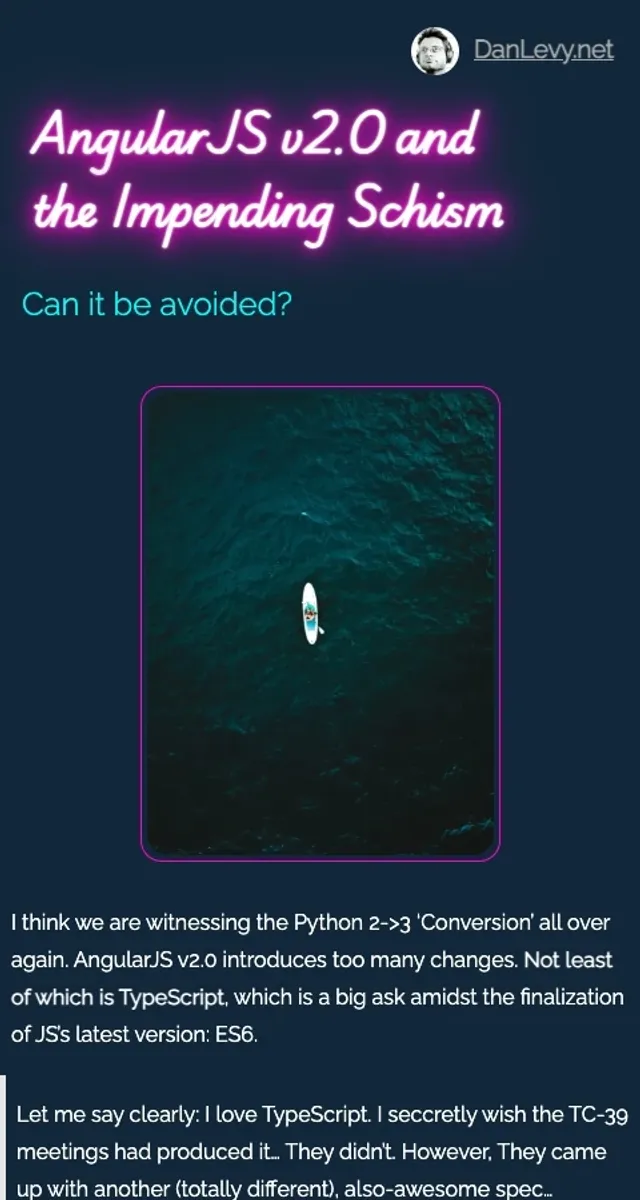 DanLevy.net
AngularJS v2.0 and
the Impending Schism
Can it be avoided?
I think we are witnessing the Python 2->3 ‘Conversion’ all over
again. AngularJS v2.0 introduces too many changes. Not least
of which is TypeScript, which is a big ask amidst the finalization
of JS’s latest version: ES6.
Let me say clearly: I love TypeScript. I seccretly wish the TC-39
meetings had produced it… They didn’t. However, They came
up with another (totally different), also-awesome spec…